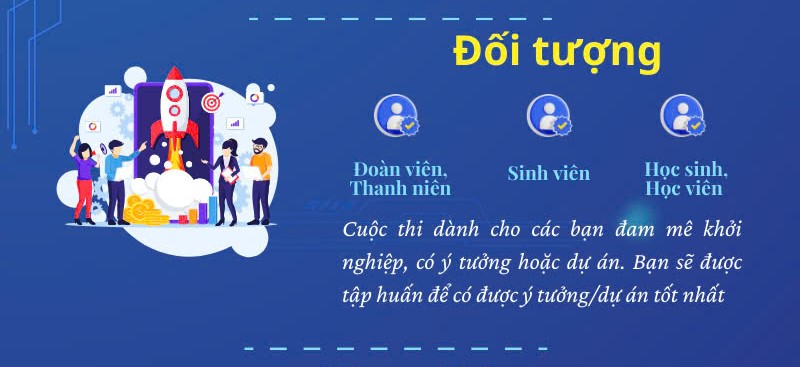 Đối tượng
Đoàn viên,
Thanh niên
Sinh viên
Học sinh,
Học viên
Cuộc thi dành cho các bạn đam mê khởi
nghiệp, có ý tưởng hoặc dự án. Bạn sẽ được
tập huấn để có được ý tưởng/dự án tốt nhất